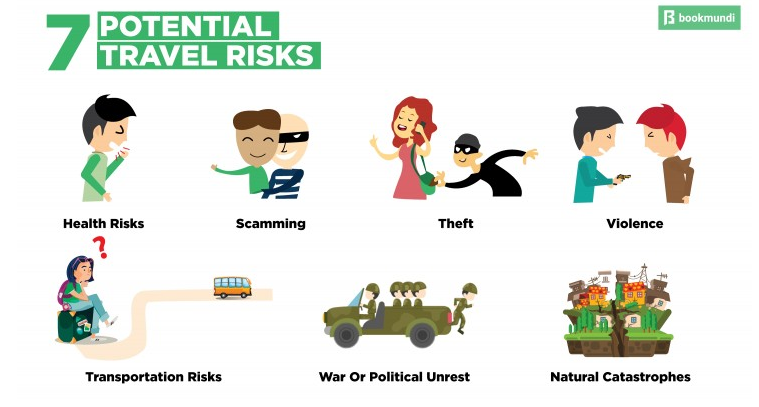 7 POTENTIAL
TRAVEL RISKS
bookmundi
Health Risks
Scamming
Theft
Violence
?
Transportation Risks
War Or Political Unrest
Natural Catastrophes